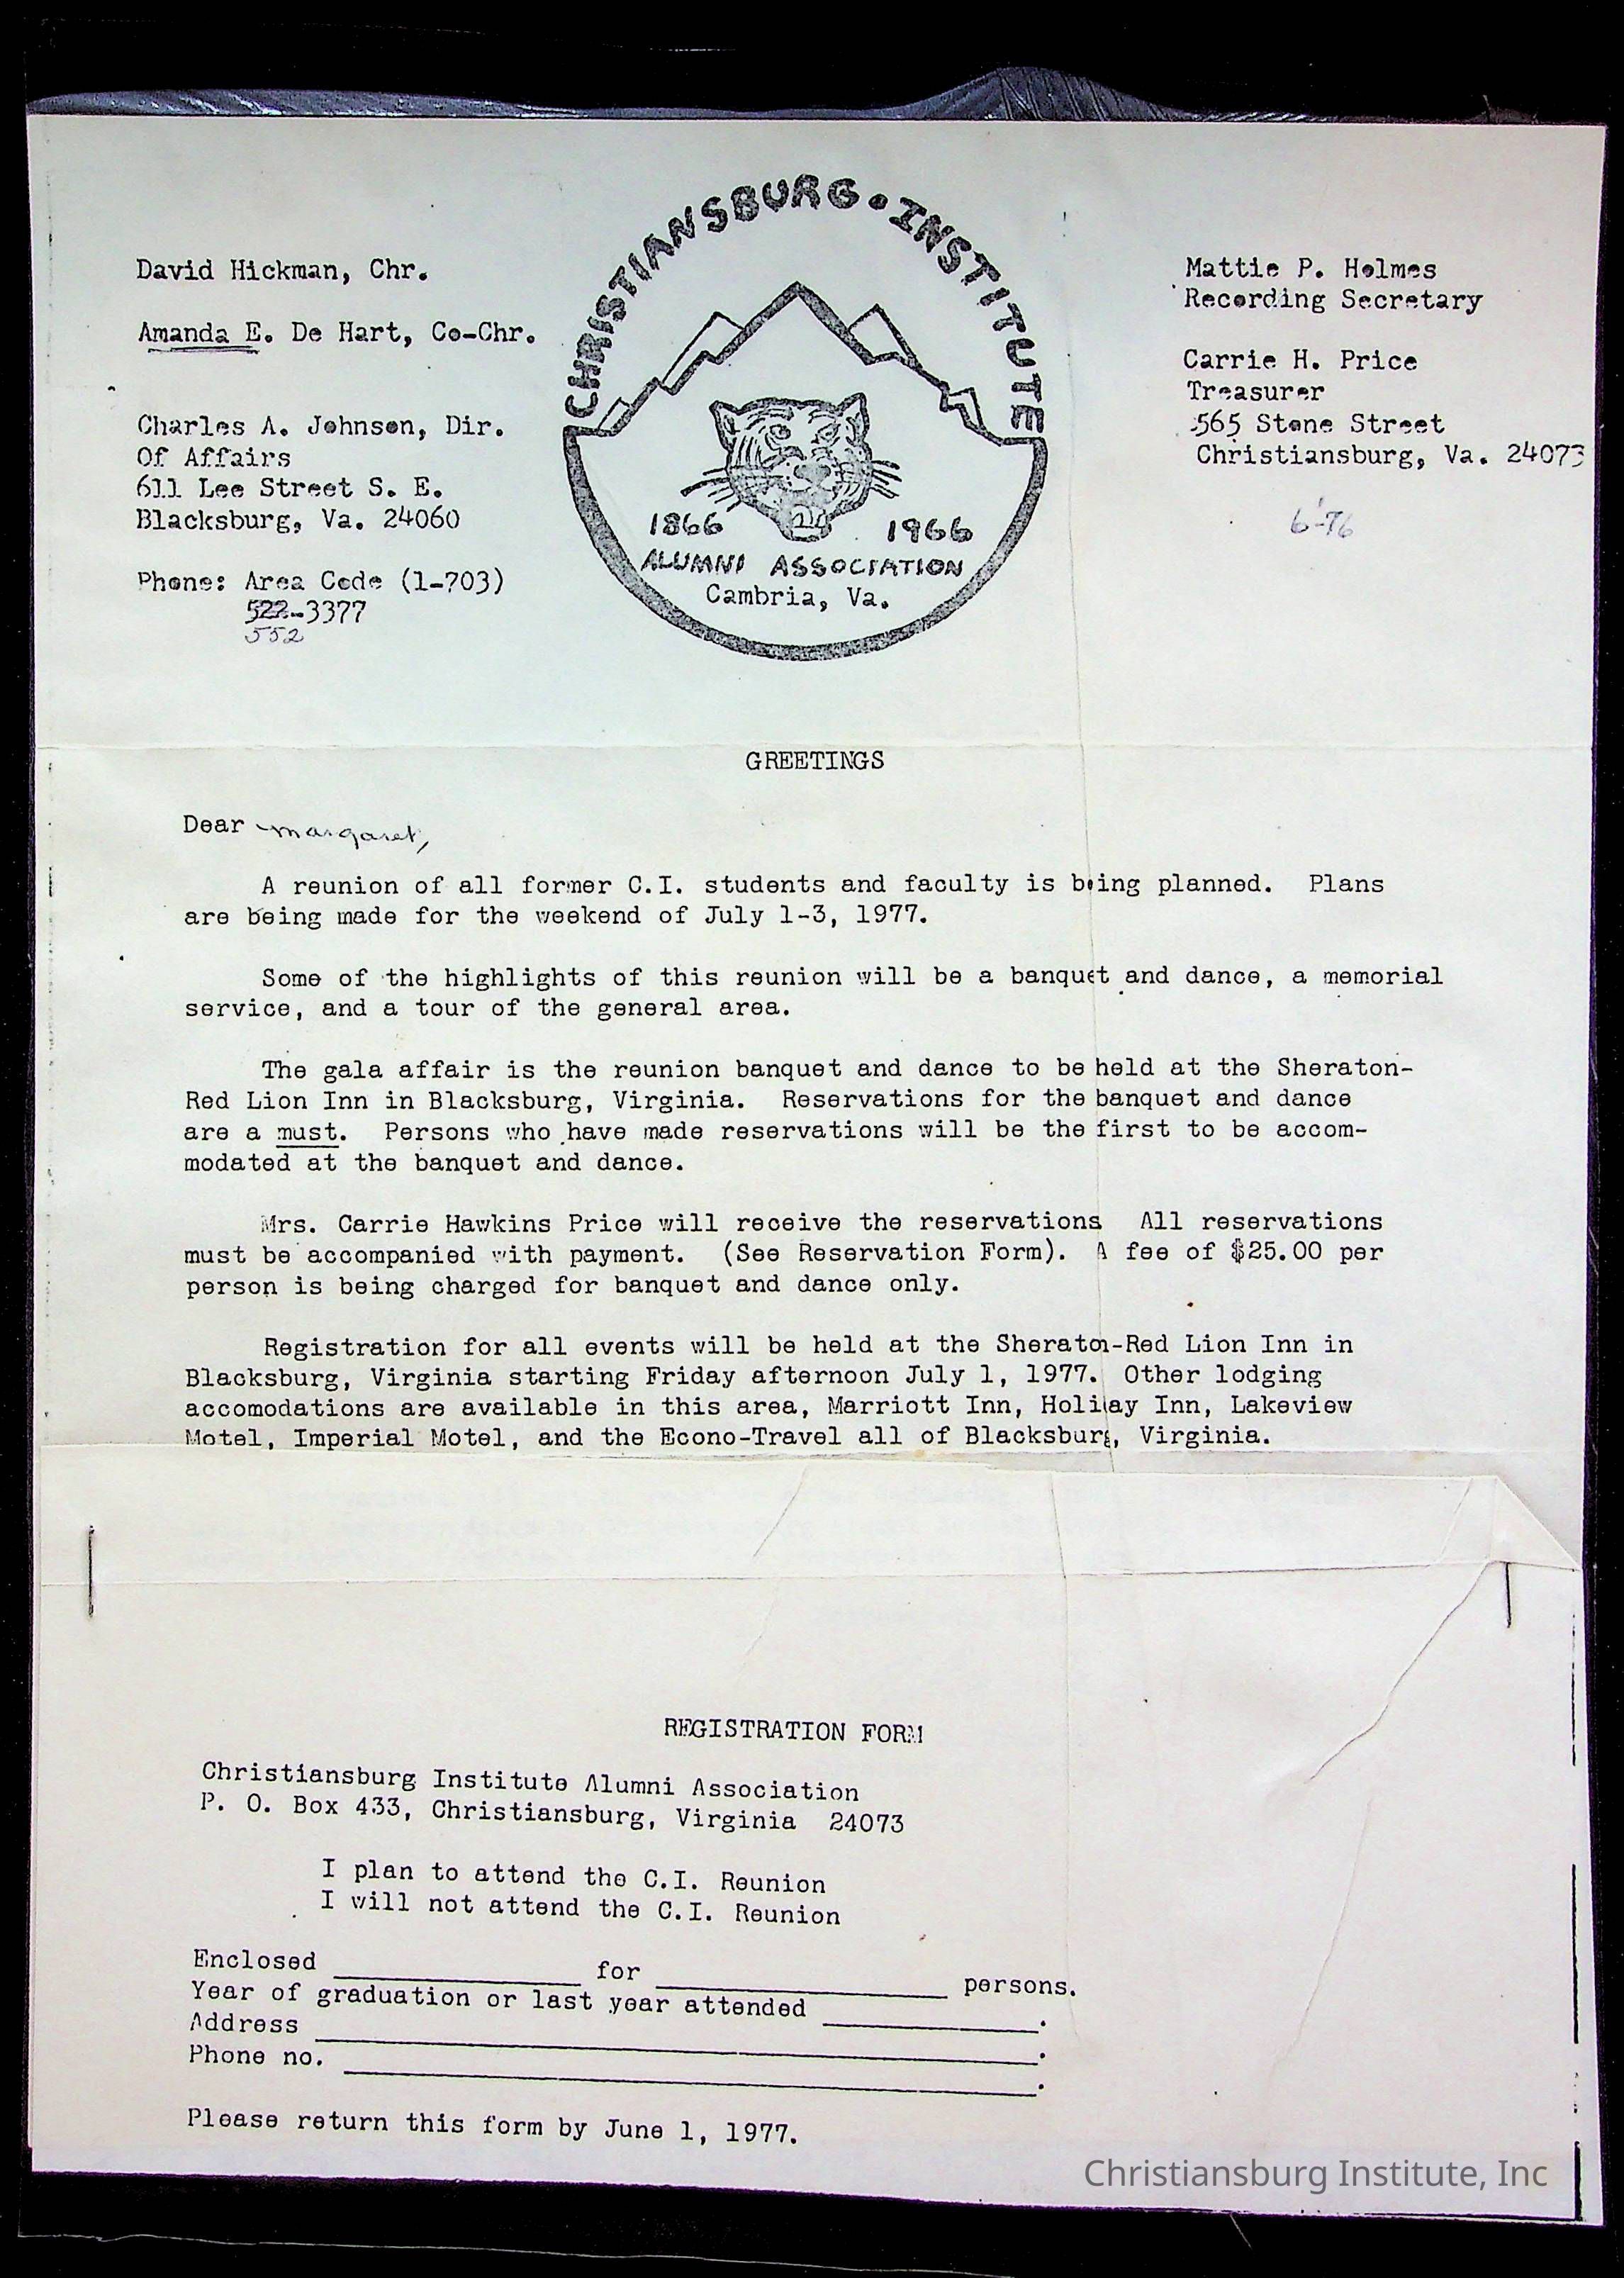 CHRISTIANSBURG • INSTITUTE
David Hickman, Chr.
Amanda E. De Hart, Co-Chr.
Charles A. Johnson, Dir.
Of Affairs
611 Lee Street S. E.
Blacksburg, Va. 24060
Phone: Area Code (1-703)
522-3377
552
1866 1966
ALUMNI ASSOCIATION
Cambria, Va.
Mattie P. Holmes
Recording Secretary
Carrie H. Price
Treasurer
565 Stone Street
Christiansburg, Va. 24073
6-76
GREETINGS
Dear Margaret,
A reunion of all former C.I. students and faculty is being planned. Plans
are being made for the weekend of July 1-3, 1977.
Some of the highlights of this reunion will be a banquet and dance, a memorial
service, and a tour of the general area.
The gala affair is the reunion banquet and dance to be held at the Sheraton-
Red Lion Inn in Blacksburg, Virginia. Reservations for the banquet and dance
are a must. Persons who have made reservations will be the first to be accom-
modated at the banquet and dance.
Mrs. Carrie Hawkins Price will receive the reservations All reservations
must be accompanied with payment. (See Reservation Form). A fee of $25.00 per
person is being charged for banquet and dance only.
Registration for all events will be held at the Sheraton-Red Lion Inn in
Blacksburg, Virginia starting Friday afternoon July 1, 1977. Other lodging
accomodations are available in this area, Marriott Inn, Holiday Inn, Lakeview
Motel, Imperial Motel, and the Econo-Travel all of Blacksburg, Virginia.
REGISTRATION FORM
Christiansburg Institute Alumni Association
P. O. Box 433, Christiansburg, Virginia 24073
I plan to attend the C.I. Reunion
I will not attend the C.I. Reunion
Enclosed ________ for ________ persons.
Year of graduation or last year attended ________.
Address ________.
Phone no. ________.
Please return this form by June 1, 1977.
Christiansburg Institute, Inc